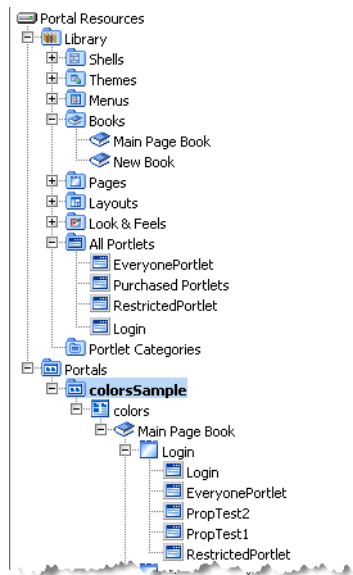 Portal Resources
Library
Shells
Themes
Menus
Books
Main Page Book
New Book
Pages
Layouts
Look & Feels
All Portlets
EveryonePortlet
Purchased Portlets
RestrictedPortlet
Login
Portlet Categories
Portals
colorsSample
colors
Main Page Book
Login
Login
EveryonePortlet
PropTest2
PropTest1
RestrictedPortlet